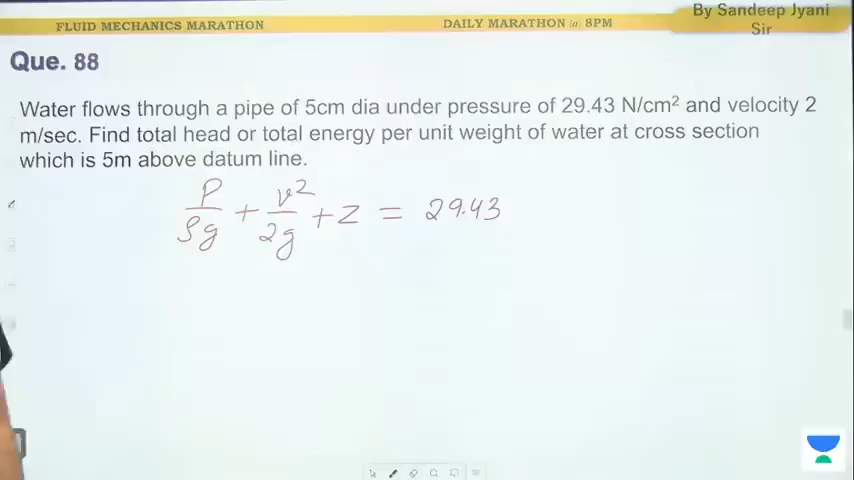 FLUID MECHANICS MARATHON
DAILY MARATHON @ 8PM
By Sandeep Jyani
Sir
Que. 88
Water flows through a pipe of 5cm dia under pressure of 29.43 N/cm² and velocity 2
m/sec. Find total head or total energy per unit weight of water at cross section
which is 5m above datum line.
P/ρg + v²/2g + z = 29.43